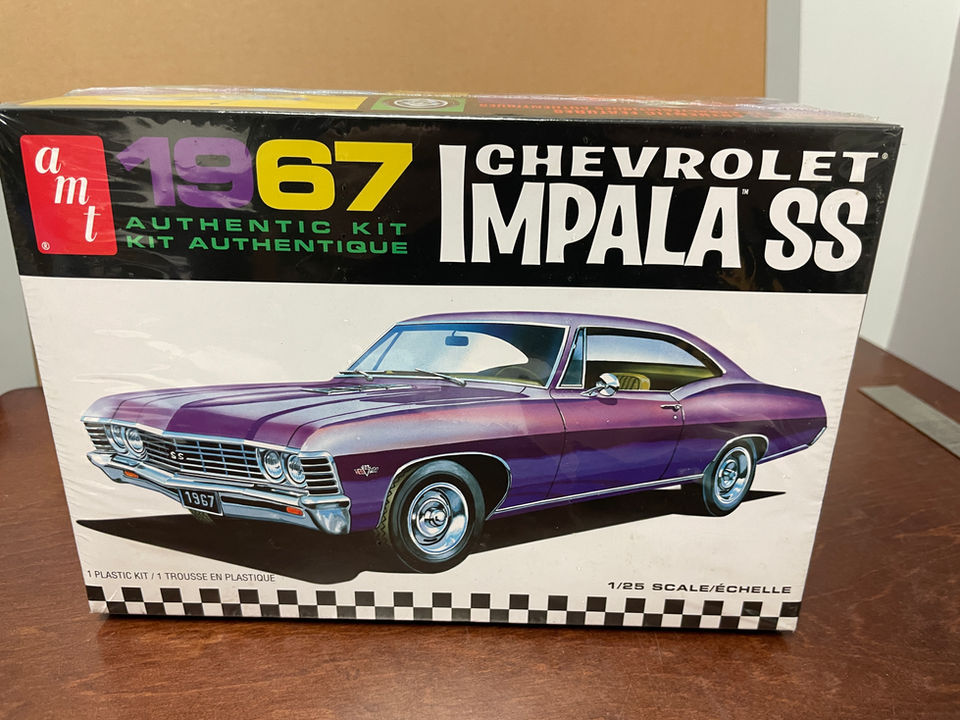 amt®
1967
AUTHENTIC KIT
KIT AUTHENTIQUE
CHEVROLET®
IMPALA™ SS
SS
1967
1 PLASTIC KIT / 1 TROUSSE EN PLASTIQUE
1/25 SCALE/ÉCHELLE